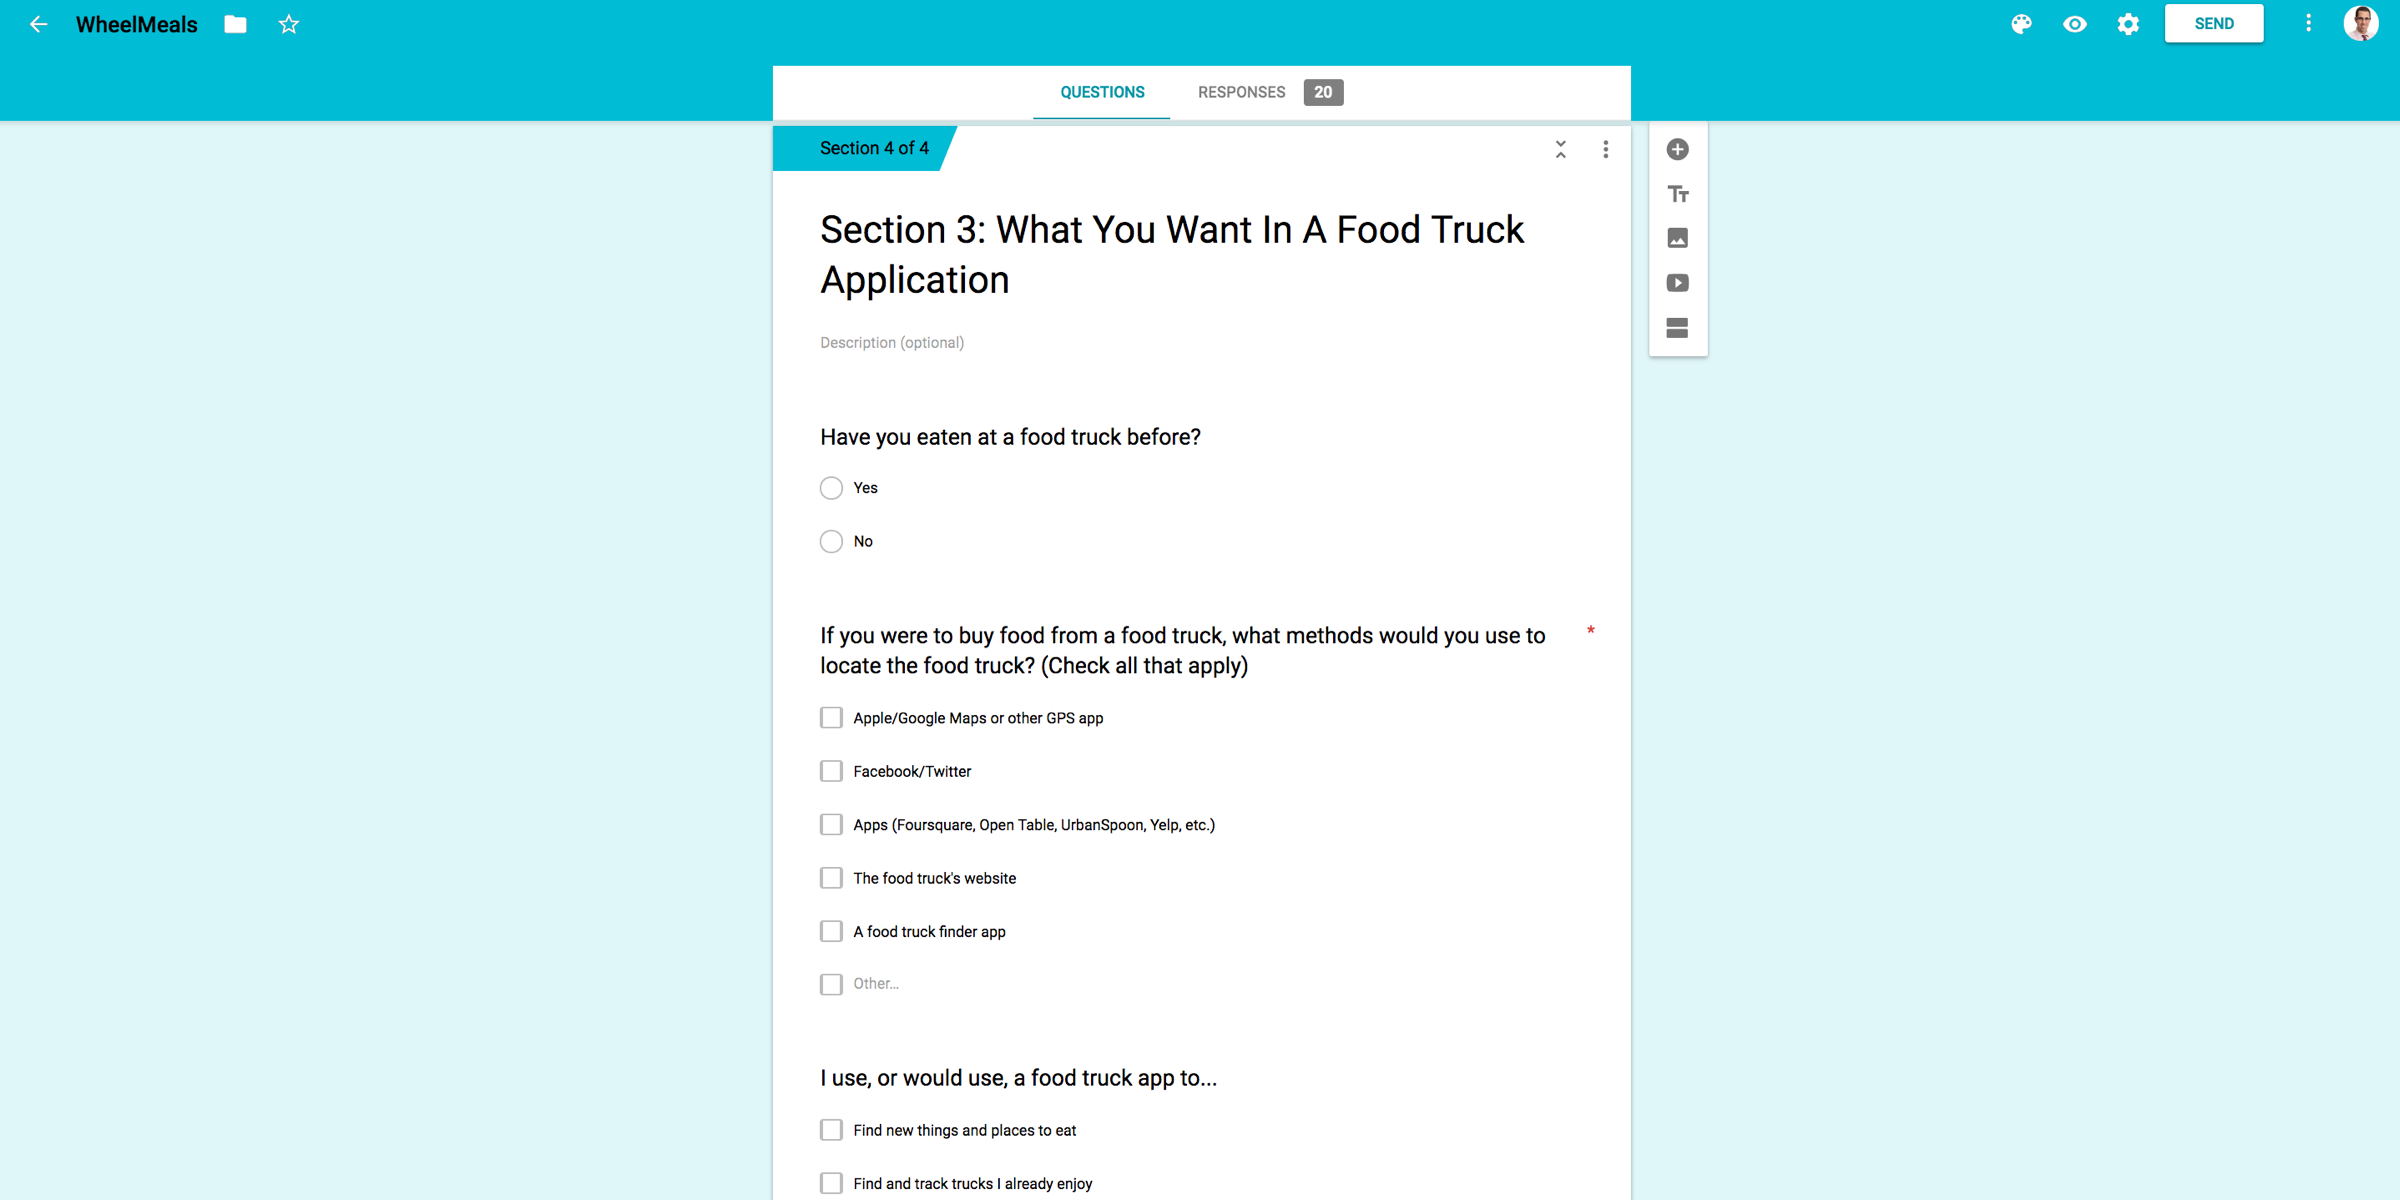 WheelMeals
SEND
QUESTIONS
RESPONSES 20
Section 4 of 4
Section 3: What You Want In A Food Truck
Application
Description (optional)
Have you eaten at a food truck before?
Yes
No
If you were to buy food from a food truck, what methods would you use to *
locate the food truck? (Check all that apply)
Apple/Google Maps or other GPS app
Facebook/Twitter
Apps (Foursquare, Open Table, UrbanSpoon, Yelp, etc.)
The food truck's website
A food truck finder app
Other...
I use, or would use, a food truck app to...
Find new things and places to eat
Find and track trucks I already enjoy